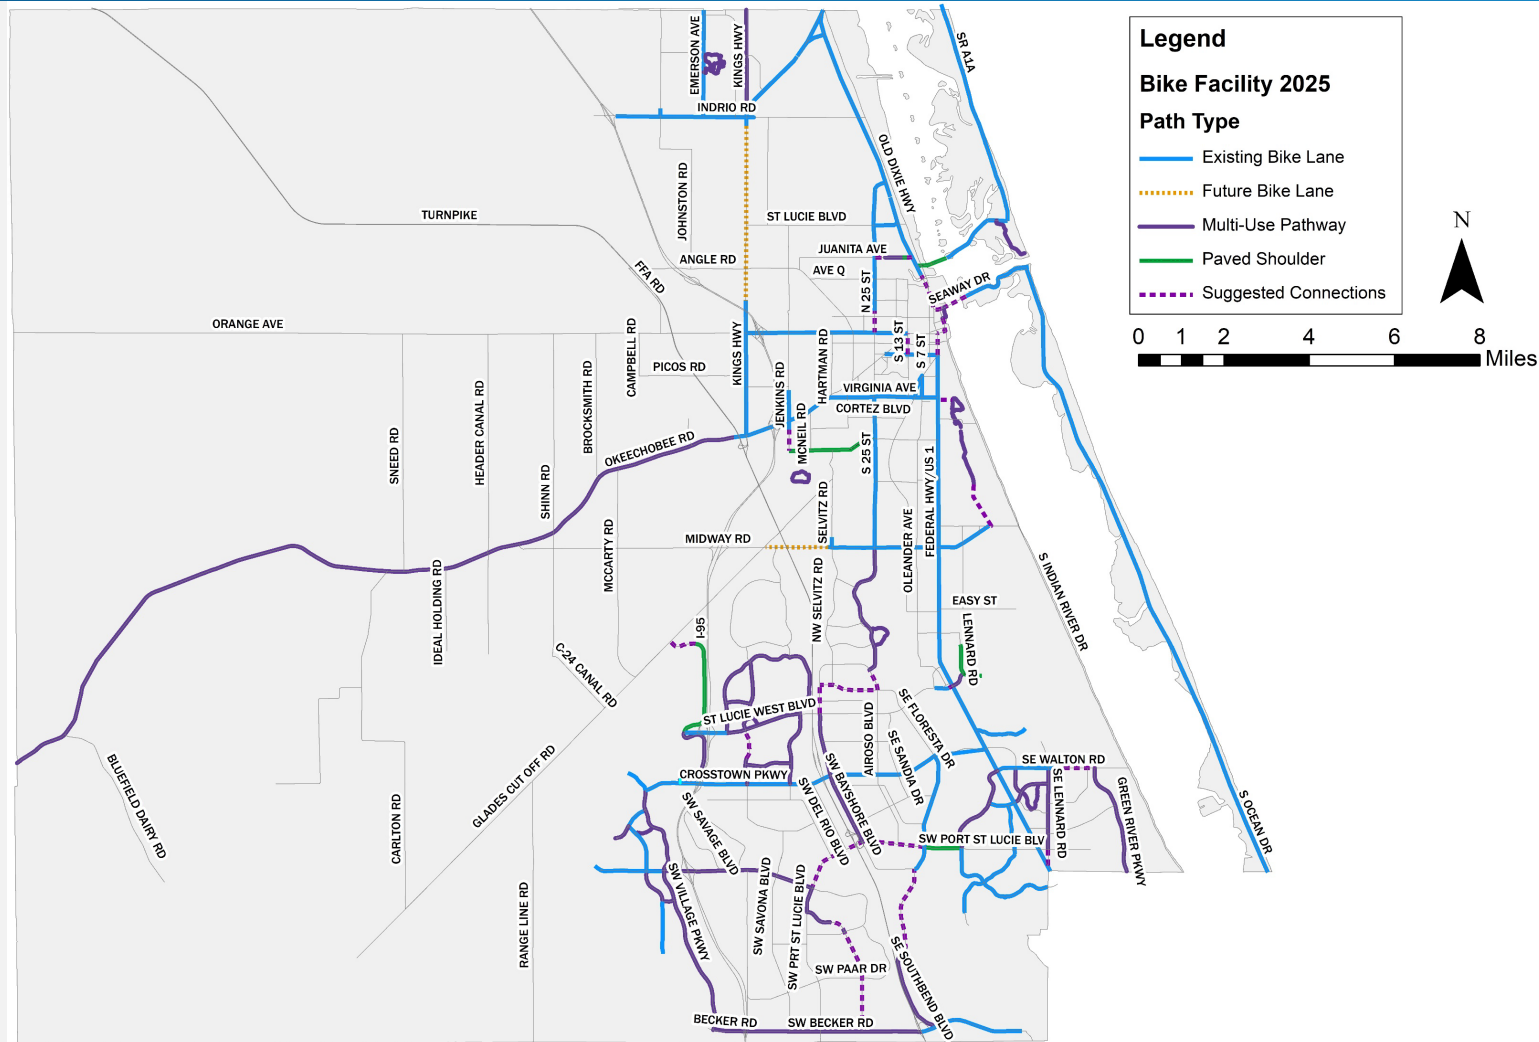 Legend
Bike Facility 2025
Path Type
Existing Bike Lane
Future Bike Lane
Multi-Use Pathway
Paved Shoulder
Suggested Connections
N
0 1 2 4 6 8 Miles
EMERSON AVE
KINGS HWY
SR A1A
INDRIO RD
OLD DIXIE HWY
JOHNSTON RD
TURNPIKE
ST LUCIE BLVD
JUANITA AVE
ANGLE RD
AVE Q
FFA RD
N 25 ST
SEAWAY DR
ORANGE AVE
CAMPBELL RD
KINGS HWY
HARTMAN RD
S 13 ST
S 7 ST
PICOS RD
JENKINS RD
BROCKSMITH RD
HEADER CANAL RD
VIRGINIA AVE
CORTEZ BLVD
MCNEIL RD
SNEED RD
OKEECHOBEE RD
S 25 ST
FEDERAL HWY/US 1
SHINN RD
SELVITZ RD
MCCARTY RD
MIDWAY RD
OLEANDER AVE
IDEAL HOLDING RD
NW SELVITZ RD
S INDIAN RIVER DR
EASY ST
I-95
LENNARD RD
C-24 CANAL RD
ST LUCIE WEST BLVD
AIROSO BLVD
SE FLORESTA DR
SE SANDIA DR
BLUEFIELD DAIRY RD
GLADES CUT OFF RD
CROSSTOWN PKWY
SW BAYSHORE BLVD
SE WALTON RD
SE LENNARD RD
GREEN RIVER PKWY
S OCEAN DR
CARLTON RD
SW SAVAGE BLVD
SW DEL RIO BLVD
SW PORT ST LUCIE BLV
SW VILLAGE PKWY
SW SAVONA BLVD
SW PRT ST LUCIE BLVD
RANGE LINE RD
SW PAAR DR
SE SOUTHBEND BLVD
BECKER RD
SW BECKER RD